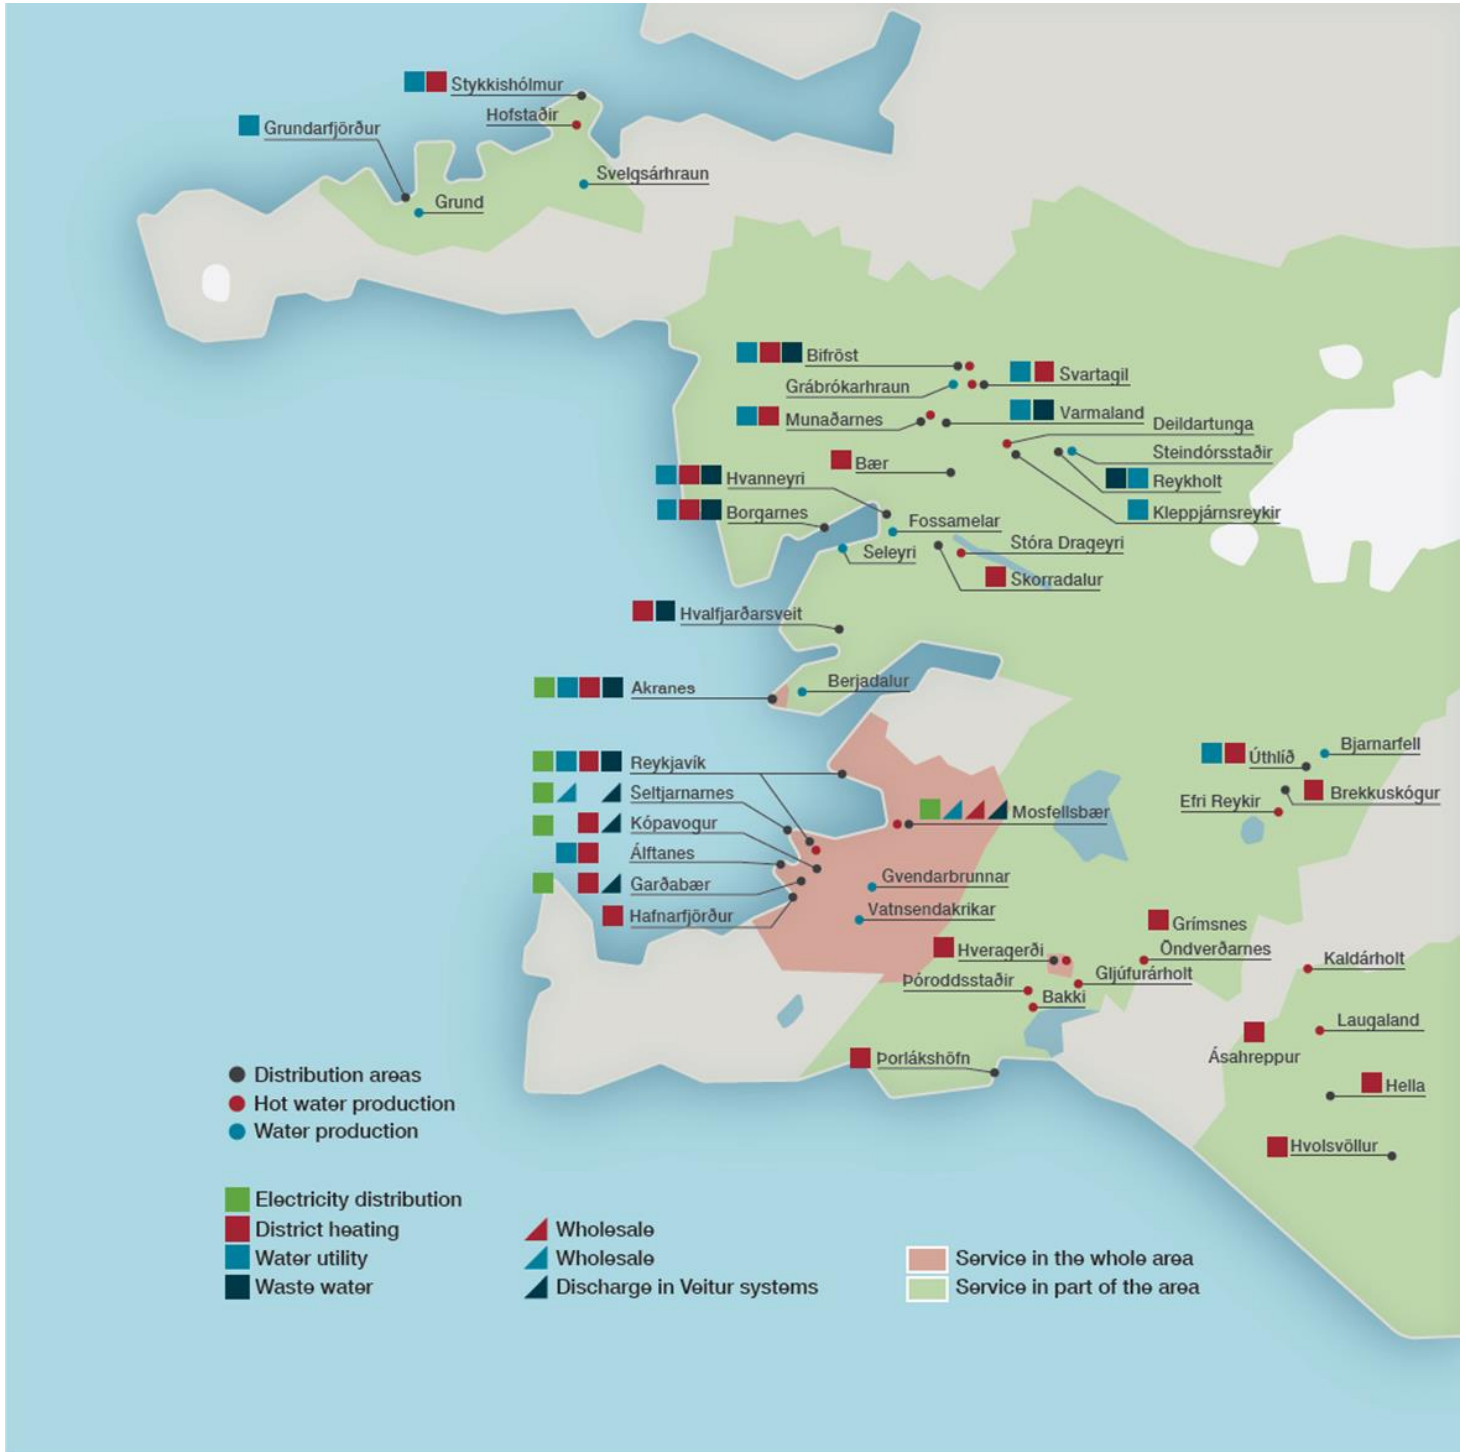 Stykkishólmur
Hofstaðir
Grundarfjörður
Svelgsárhraun
Grund
Bifröst
Svartagil
Grábrókarhraun
Munaðarnes
Varmaland
Deildartunga
Steindórsstaðir
Bær
Reykholt
Hvanneyri
Kleppjárnsreykir
Borgarnes
Fossamelar
Stóra Drageyri
Seleyri
Skorradalur
Hvalfjarðarsveit
Berjadalur
Akranes
Bjarnarfell
Úthlíð
Reykjavík
Seltjarnarnes
Brekkuskógur
Efri Reykir
Mosfellsbær
Kópavogur
Álftanes
Gvendarbrunnar
Garðabær
Vatnsendakrikar
Hafnarfjörður
Grímsnes
Hveragerði
Öndverðarnes
Kaldárholt
Gljúfurárholt
Þóroddsstaðir
Bakki
Laugaland
Ásahreppur
Þorlákshöfn
Hella
Hvolsvöllur
Distribution areas
Hot water production
Water production
Electricity distribution
District heating
Water utility
Waste water
Wholesale
Wholesale
Discharge in Veitur systems
Service in the whole area
Service in part of the area